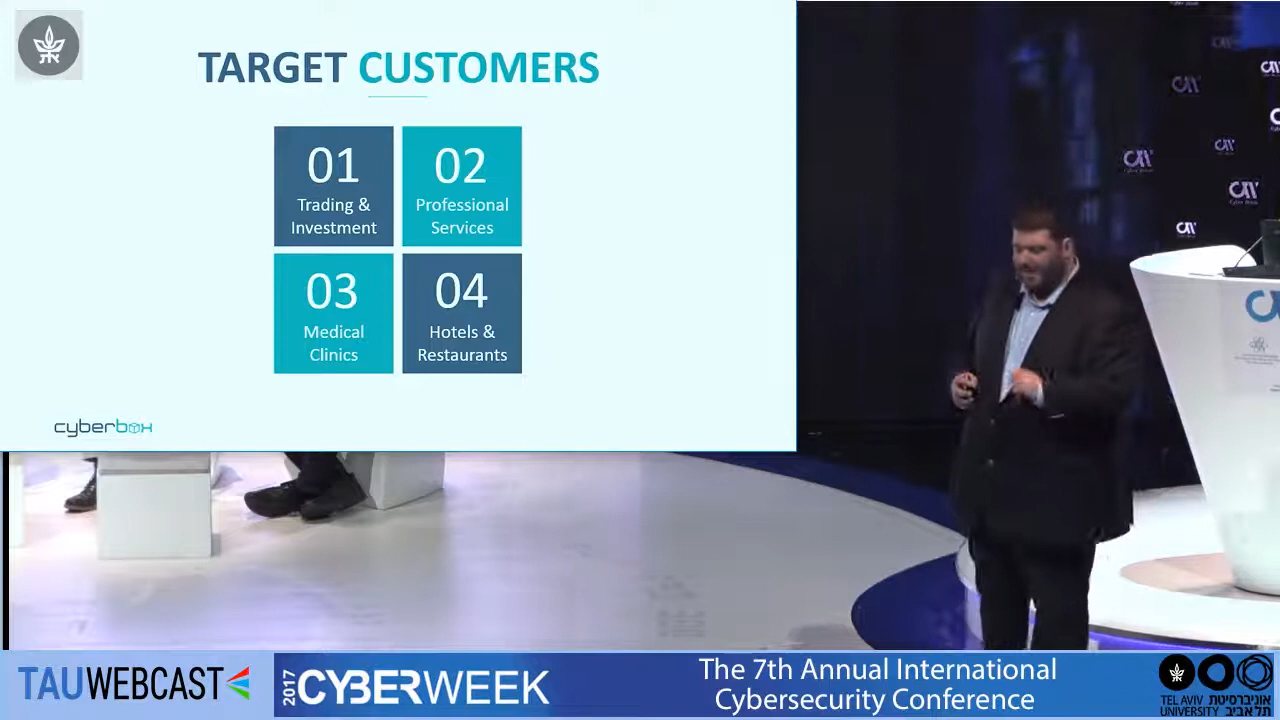 TARGET CUSTOMERS
01
Trading &
Investment
02
Professional
Services
03
Medical
Clinics
04
Hotels &
Restaurants
cyberbox
TAUWEBCAST
2017
CYBERWEEK
The 7th Annual International
Cybersecurity Conference
TEL AVIV אוניברסיטת
UNIVERSITY תל אביב